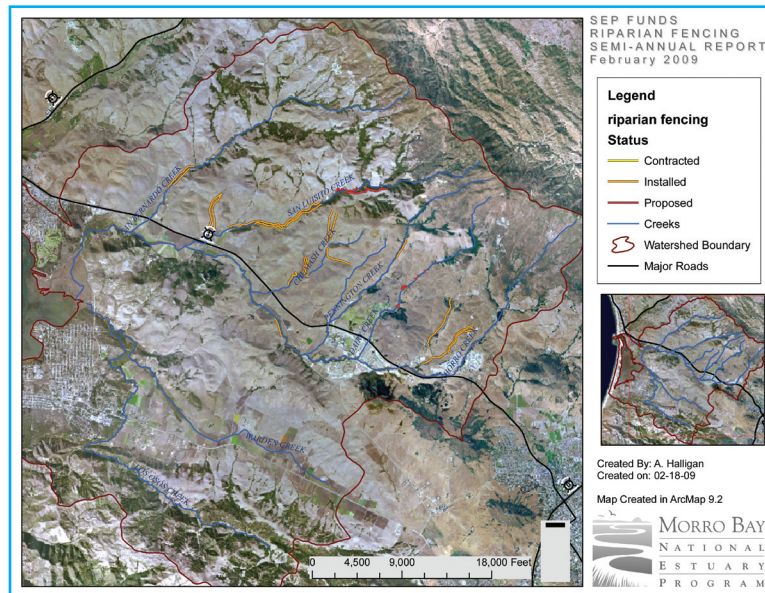 SEP FUNDS
RIPARIAN FENCING
SEMI-ANNUAL REPORT
February 2009
Legend
riparian fencing
Status
Contracted
Installed
Proposed
Creeks
Watershed Boundary
Major Roads
SAN BERNARDO CREEK
SAN LUISITO CREEK
PENNINGTON CREEK
WARDEN CREEK
LOS OSOS CREEK
0 4,500 9,000 18,000 Feet
Created By: A. Halligan
Created on: 02-18-09
Map Created in ArcMap 9.2
MORRO BAY
NATIONAL
ESTUARY
PROGRAM